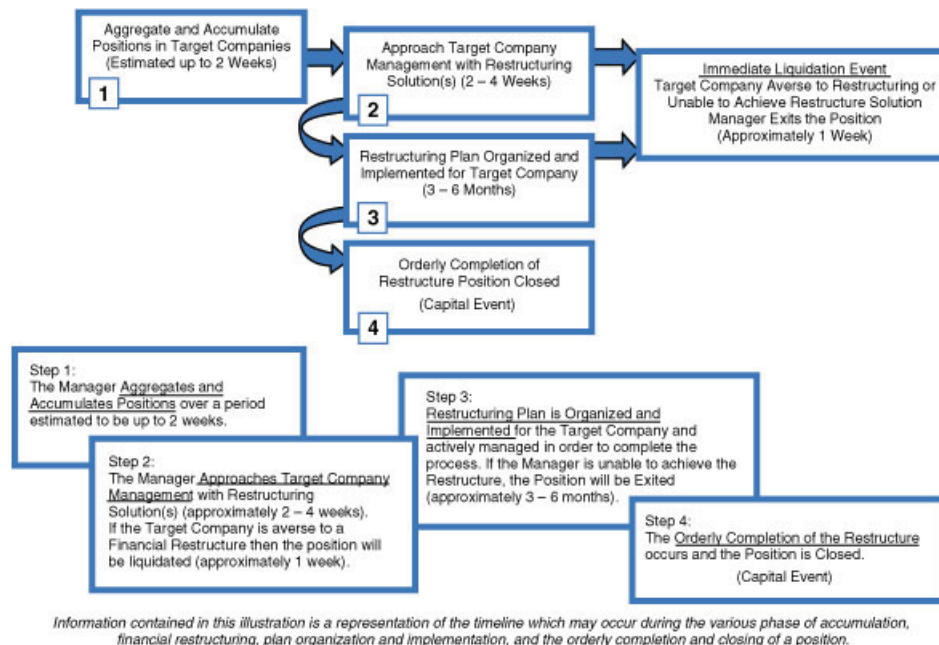 Aggregate and Accumulate
Positions in Target Companies
(Estimated up to 2 Weeks)
1
Approach Target Company
Management with Restructuring
Solution(s) (2 – 4 Weeks)
2
Immediate Liquidation Event
Target Company Averse to Restructuring or
Unable to Achieve Restructure Solution
Manager Exits the Position
(Approximately 1 Week)
Restructuring Plan Organized and
Implemented for Target Company
(3 – 6 Months)
3
Orderly Completion of
Restructure Position Closed
(Capital Event)
4
Step 1:
The Manager Aggregates and
Accumulates Positions over a period
estimated to be up to 2 weeks.
Step 2:
The Manager Approaches Target Company
Management with Restructuring
Solution(s) (approximately 2 – 4 weeks).
If the Target Company is averse to a
Financial Restructure then the position will
be liquidated (approximately 1 week).
Step 3:
Restructuring Plan is Organized and
Implemented for the Target Company and
actively managed in order to complete the
process. If the Manager is unable to achieve the
Restructure, the Position will be Exited
(approximately 3 – 6 months).
Step 4:
The Orderly Completion of the Restructure
occurs and the Position is Closed.
(Capital Event)
Information contained in this illustration is a representation of the timeline which may occur during the various phase of accumulation,
financial restructuring, plan organization and implementation, and the orderly completion and closing of a position.